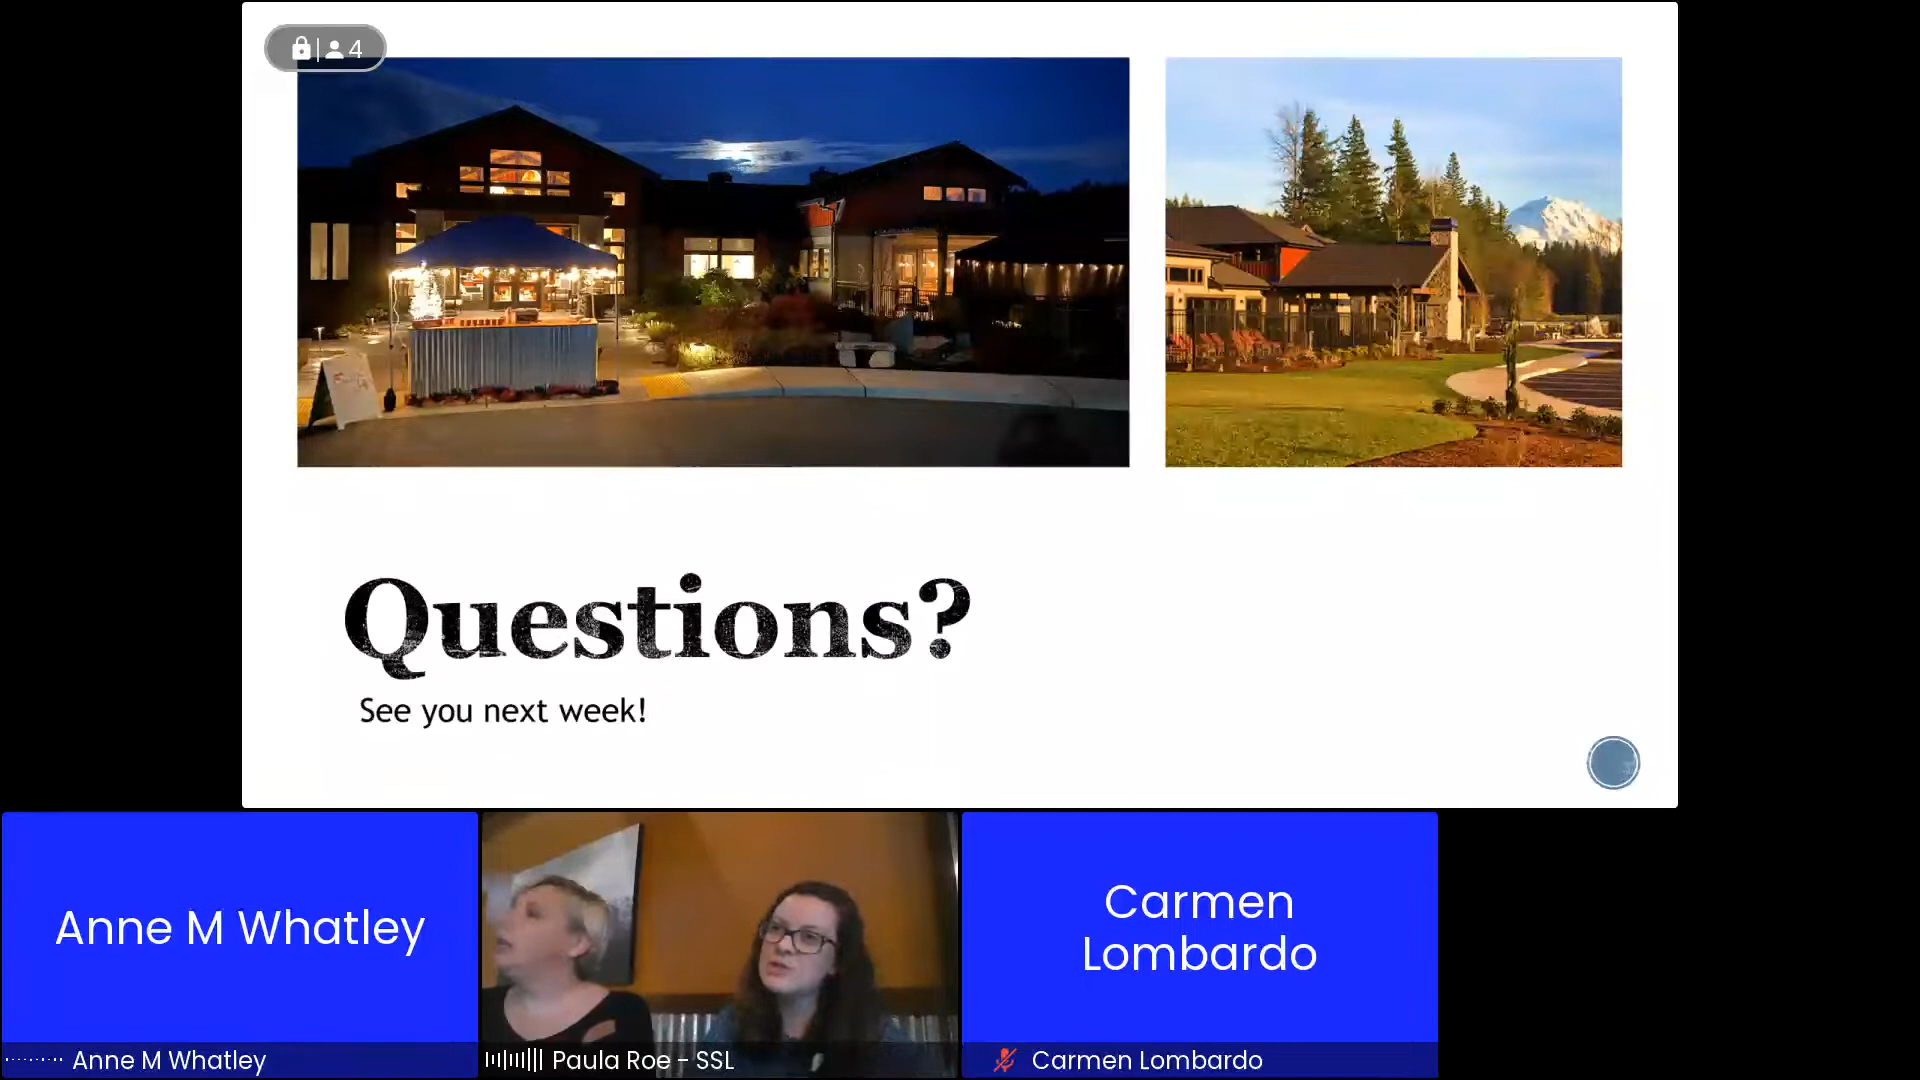 4
Questions?
See you next week!
Anne M Whatley
Carmen
Lombardo
Anne M Whatley
Paula Roe - SSL
Carmen Lombardo